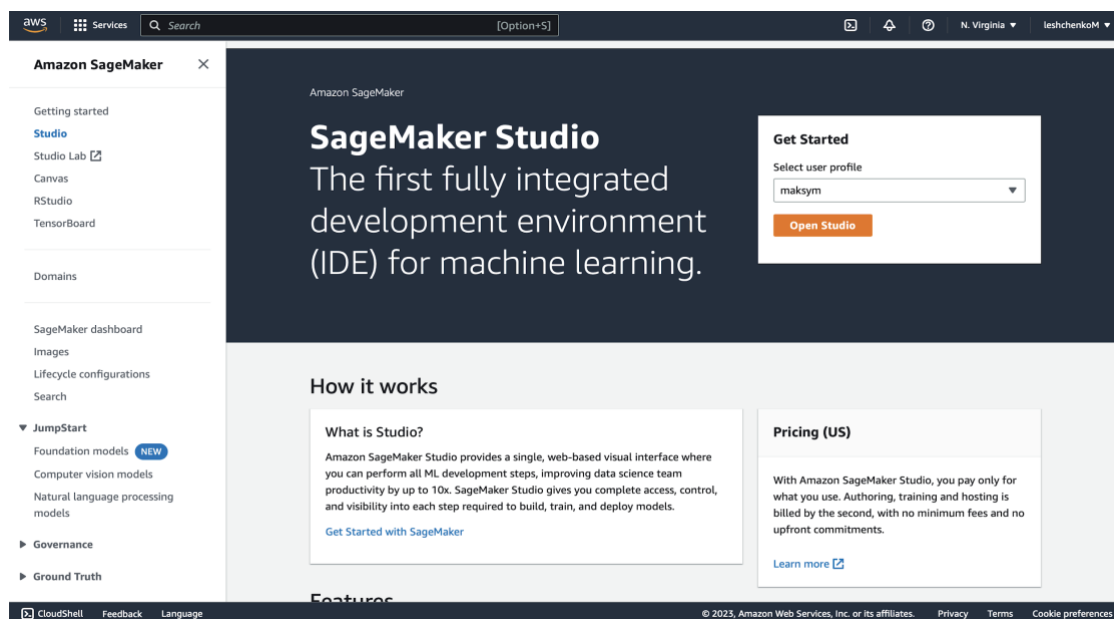 aws
Services
Search [Option+S]
N. Virginia
leshchenkoM
Amazon SageMaker
Getting started
Studio
Studio Lab
Canvas
RStudio
TensorBoard
Domains
SageMaker dashboard
Images
Lifecycle configurations
Search
JumpStart
Foundation models NEW
Computer vision models
Natural language processing
models
Governance
Ground Truth
Amazon SageMaker
SageMaker Studio
The first fully integrated
development environment
(IDE) for machine learning.
Get Started
Select user profile
maksym
Open Studio
How it works
What is Studio?
Amazon SageMaker Studio provides a single, web-based visual interface where
you can perform all ML development steps, improving data science team
productivity by up to 10x. SageMaker Studio gives you complete access, control,
and visibility into each step required to build, train, and deploy models.
Get Started with SageMaker
Pricing (US)
With Amazon SageMaker Studio, you pay only for
what you use. Authoring, training and hosting is
billed by the second, with no minimum fees and no
upfront commitments.
Learn more
Features
CloudShell Feedback Language
© 2023, Amazon Web Services, Inc. or its affiliates. Privacy Terms Cookie preferences